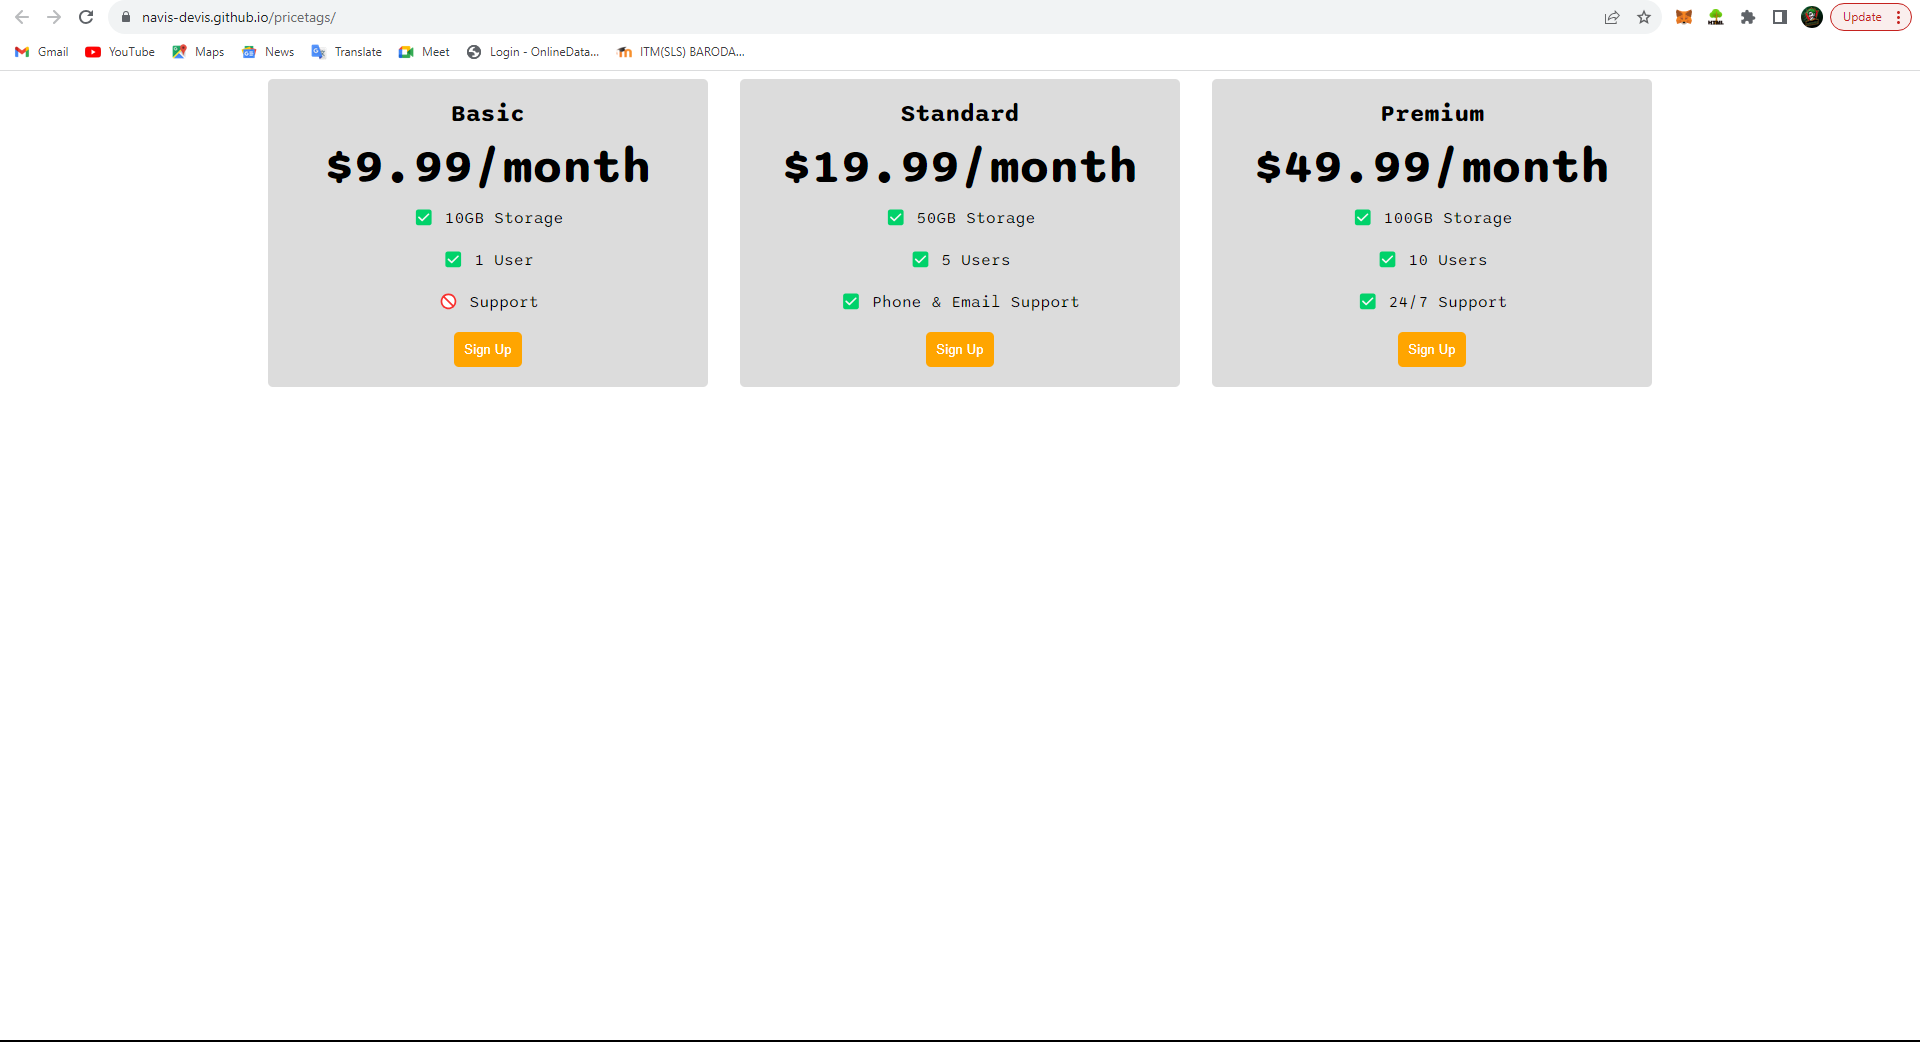 navis-devis.github.io/pricetags/
Update
Gmail
YouTube
Maps
News
Translate
Meet
Login - OnlineData...
ITM(SLS) BARODA...
Basic
$9.99/month
10GB Storage
1 User
Support
Sign Up
Standard
$19.99/month
50GB Storage
5 Users
Phone & Email Support
Sign Up
Premium
$49.99/month
100GB Storage
10 Users
24/7 Support
Sign Up